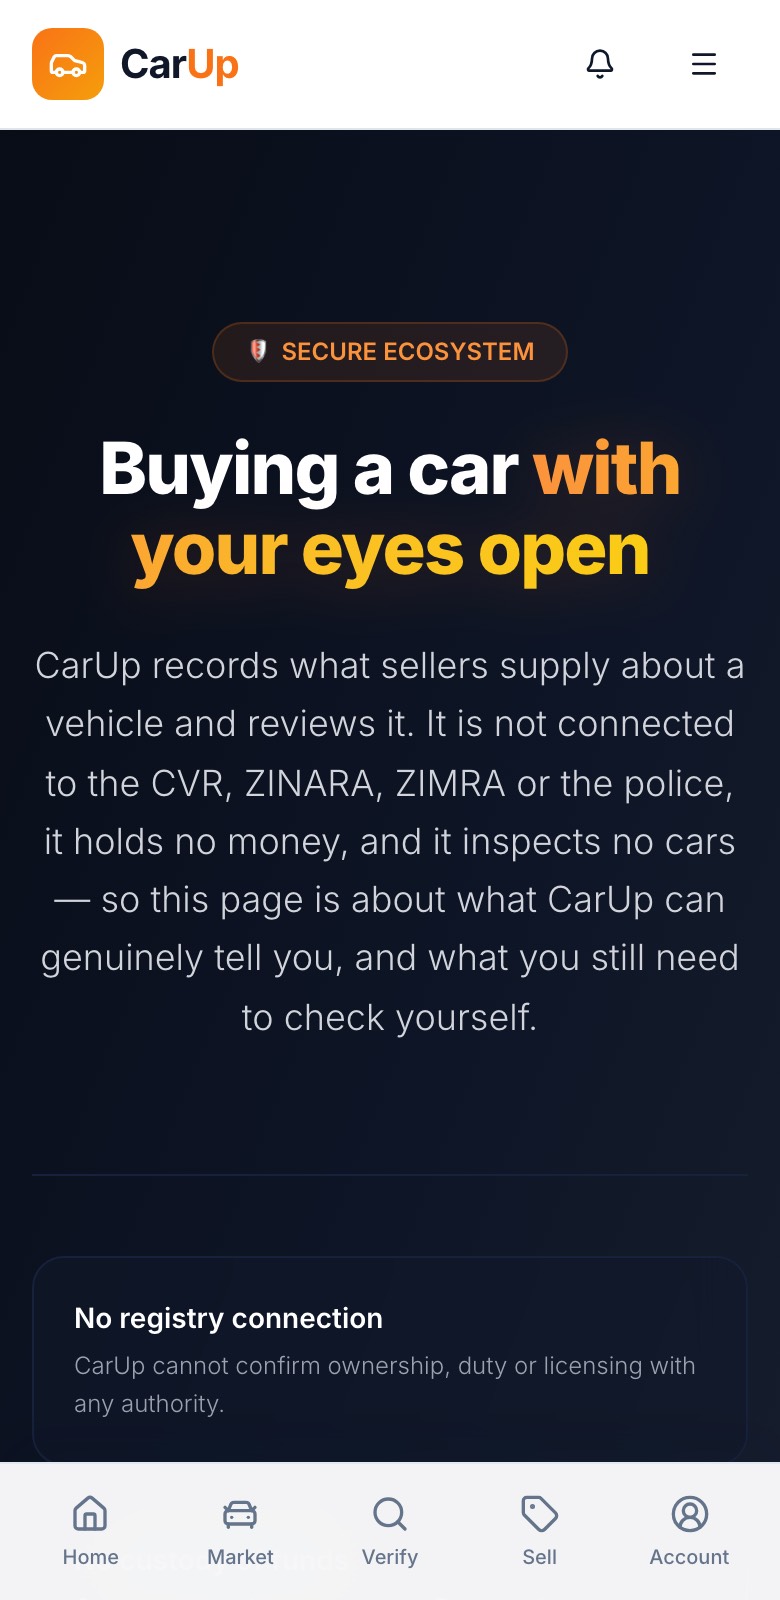 CarUp
SECURE ECOSYSTEM
Buying a car with
your eyes open
CarUp records what sellers supply about a
vehicle and reviews it. It is not connected
to the CVR, ZINARA, ZIMRA or the police,
it holds no money, and it inspects no cars
— so this page is about what CarUp can
genuinely tell you, and what you still need
to check yourself.
No registry connection
CarUp cannot confirm ownership, duty or licensing with
any authority.
Home Market Verify Sell Account